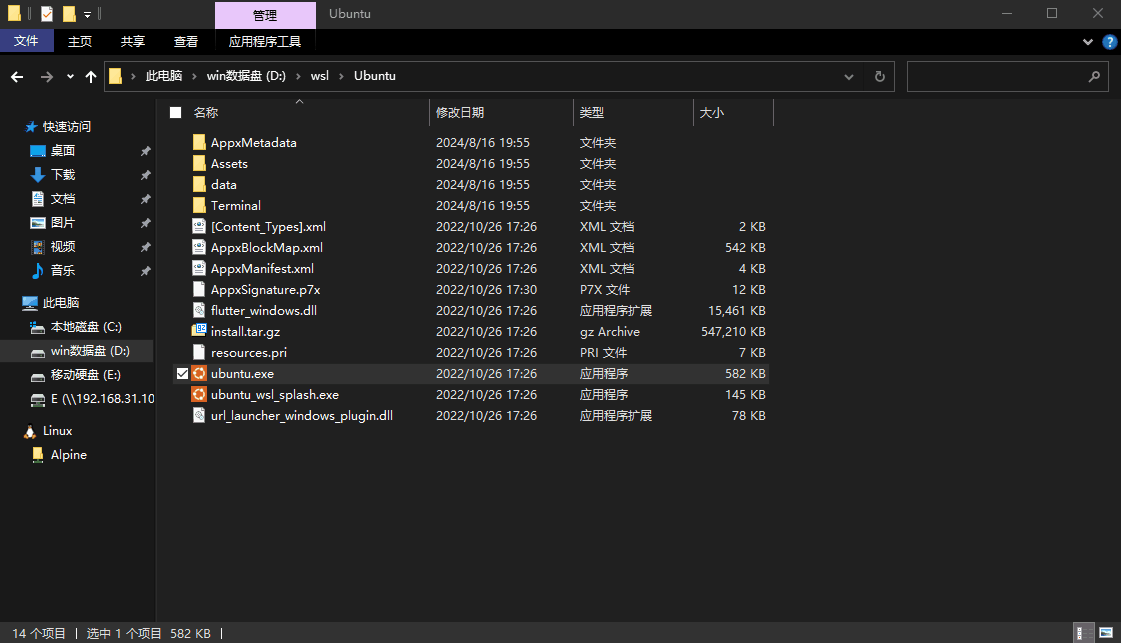 管理 Ubuntu
文件 主页 共享 查看 应用程序工具
此电脑 › win数据盘 (D:) › wsl › Ubuntu
名称 修改日期 类型 大小
快速访问
桌面
下载
文档
图片
视频
音乐
此电脑
本地磁盘 (C:)
win数据盘 (D:)
移动硬盘 (E:)
E (\\192.168.31.10
Linux
Alpine
AppxMetadata 2024/8/16 19:55 文件夹
Assets 2024/8/16 19:55 文件夹
data 2024/8/16 19:55 文件夹
Terminal 2024/8/16 19:55 文件夹
[Content_Types].xml 2022/10/26 17:26 XML 文档 2 KB
AppxBlockMap.xml 2022/10/26 17:26 XML 文档 542 KB
AppxManifest.xml 2022/10/26 17:26 XML 文档 4 KB
AppxSignature.p7x 2022/10/26 17:30 P7X 文件 12 KB
flutter_windows.dll 2022/10/26 17:26 应用程序扩展 15,461 KB
install.tar.gz 2022/10/26 17:26 gz Archive 547,210 KB
resources.pri 2022/10/26 17:26 PRI 文件 7 KB
ubuntu.exe 2022/10/26 17:26 应用程序 582 KB
ubuntu_wsl_splash.exe 2022/10/26 17:26 应用程序 145 KB
url_launcher_windows_plugin.dll 2022/10/26 17:26 应用程序扩展 78 KB
14 个项目 选中 1 个项目 582 KB